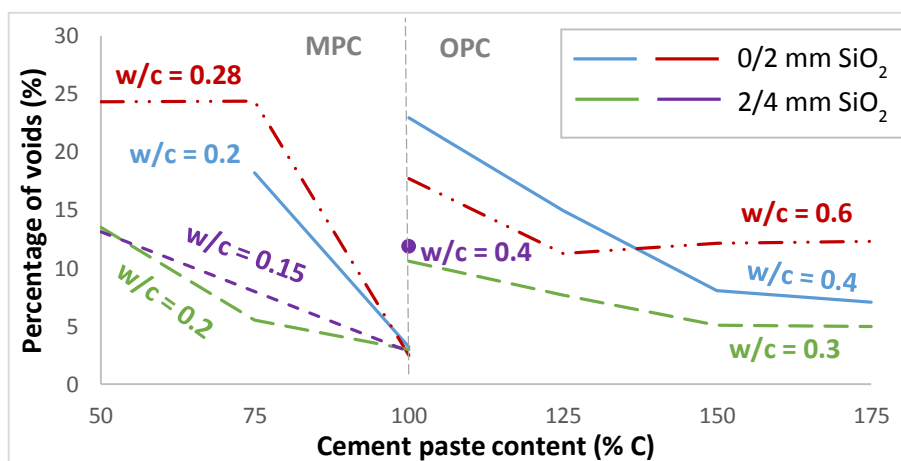 30
25
20
15
10
5
0
Percentage of voids (%)
MPC
OPC
0/2 mm SiO₂
2/4 mm SiO₂
w/c = 0.28
w/c = 0.2
w/c = 0.15
w/c = 0.2
w/c = 0.4
w/c = 0.6
w/c = 0.4
w/c = 0.3
50 75 100 125 150 175
Cement paste content (% C)